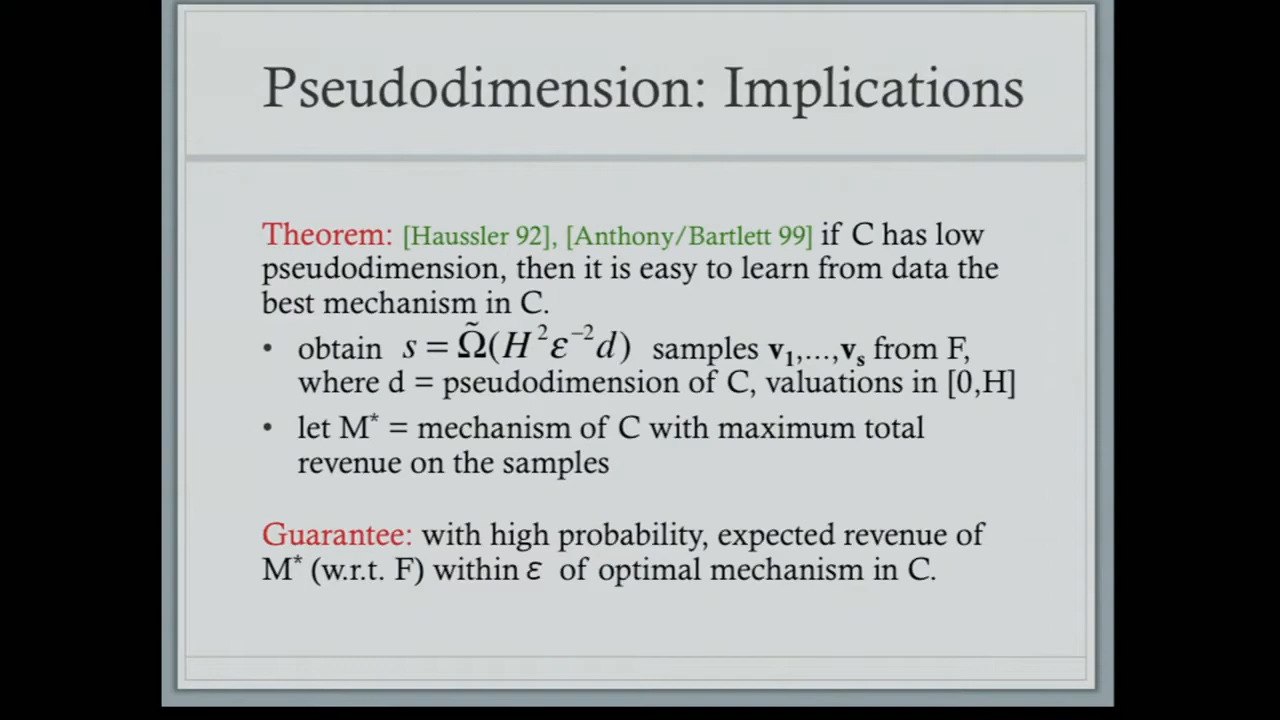 Pseudodimension: Implications
Theorem: [Haussler 92], [Anthony/Bartlett 99] if C has low
pseudodimension, then it is easy to learn from data the
best mechanism in C.
• obtain s = Ω̃(H²ε⁻²d) samples v₁,...,vₛ from F,
where d = pseudodimension of C, valuations in [0,H]
• let M* = mechanism of C with maximum total
revenue on the samples
Guarantee: with high probability, expected revenue of
M* (w.r.t. F) within ε of optimal mechanism in C.